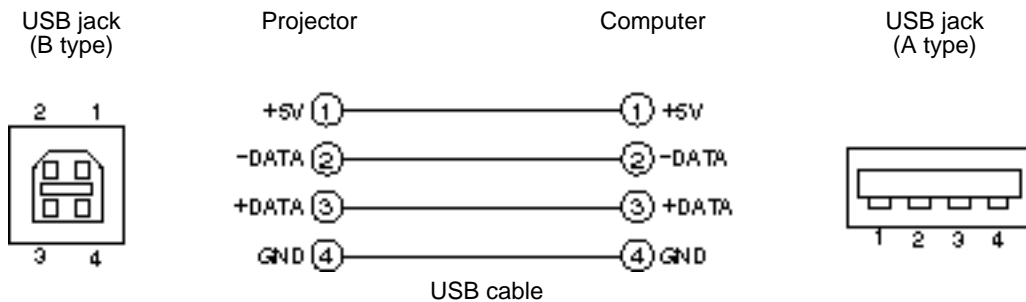 USB jack
(B type)
Projector
Computer
USB jack
(A type)
2 1
3 4
+5V 1 1 +5V
-DATA 2 2 -DATA
+DATA 3 3 +DATA
GND 4 4 GND
1 2 3 4
USB cable